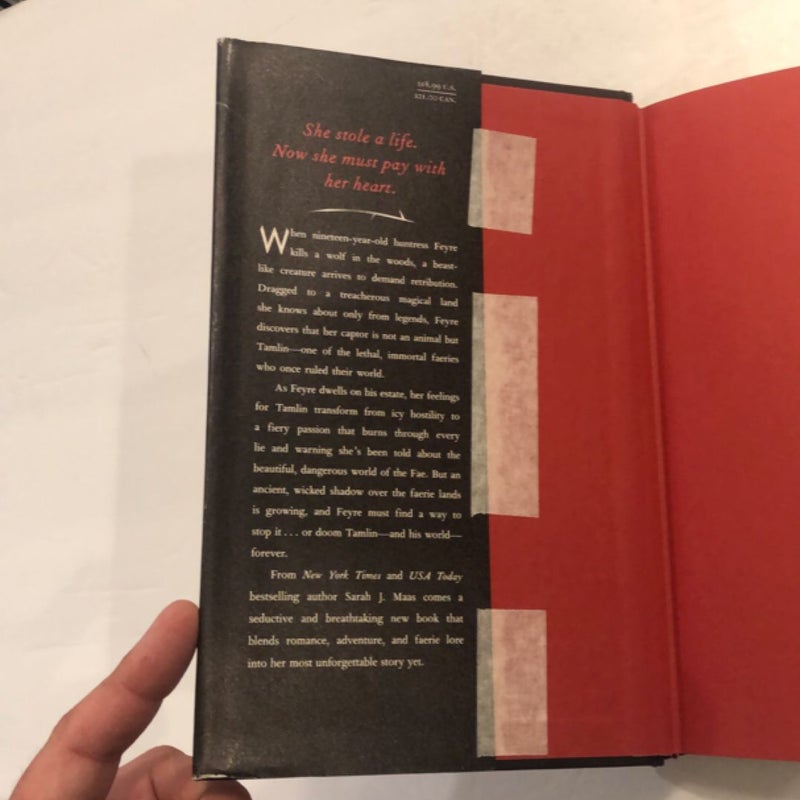 $18.99 U.S.
$21.00 CAN.
She stole a life.
Now she must pay with
her heart.
When nineteen-year-old huntress Feyre
kills a wolf in the woods, a beast-
like creature arrives to demand retribution.
Dragged to a treacherous magical land
she knows about only from legends, Feyre
discovers that her captor is not an animal but
Tamlin—one of the lethal, immortal faeries
who once ruled their world.
As Feyre dwells on his estate, her feelings
for Tamlin transform from icy hostility to
a fiery passion that burns through every
lie and warning she's been told about the
beautiful, dangerous world of the Fae. But an
ancient, wicked shadow over the faerie lands
is growing, and Feyre must find a way to
stop it . . . or doom Tamlin—and his world—
forever.
From New York Times and USA Today
bestselling author Sarah J. Maas comes a
seductive and breathtaking new book that
blends romance, adventure, and faerie lore
into her most unforgettable story yet.